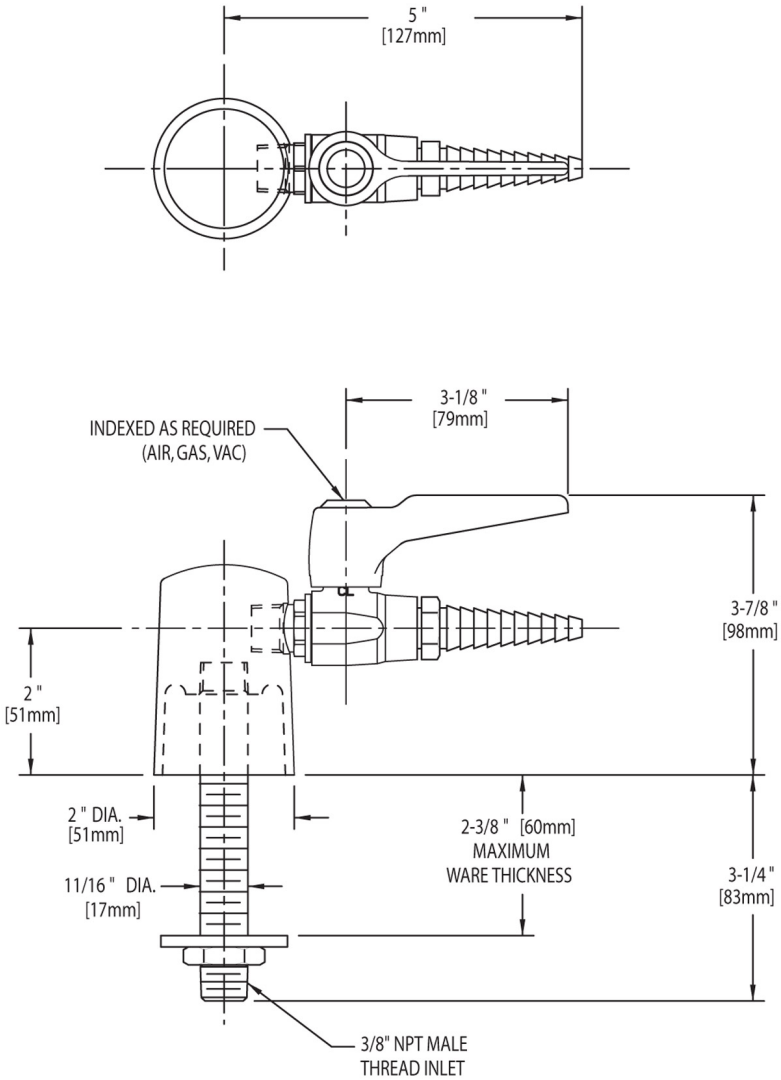 5 "
[127mm]
3-1/8 "
[79mm]
INDEXED AS REQUIRED
(AIR, GAS, VAC)
CL
3-7/8 "
[98mm]
2 "
[51mm]
2 " DIA.
[51mm]
2-3/8 " [60mm]
MAXIMUM
WARE THICKNESS
11/16 " DIA.
[17mm]
3-1/4 "
[83mm]
3/8" NPT MALE
THREAD INLET